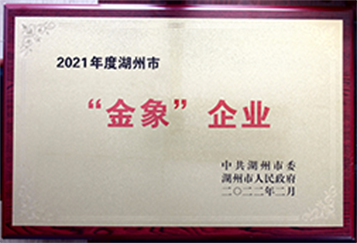 2021年度湖州市
“金象”企业
中共湖州市委
湖州市人民政府
二〇二二年二月